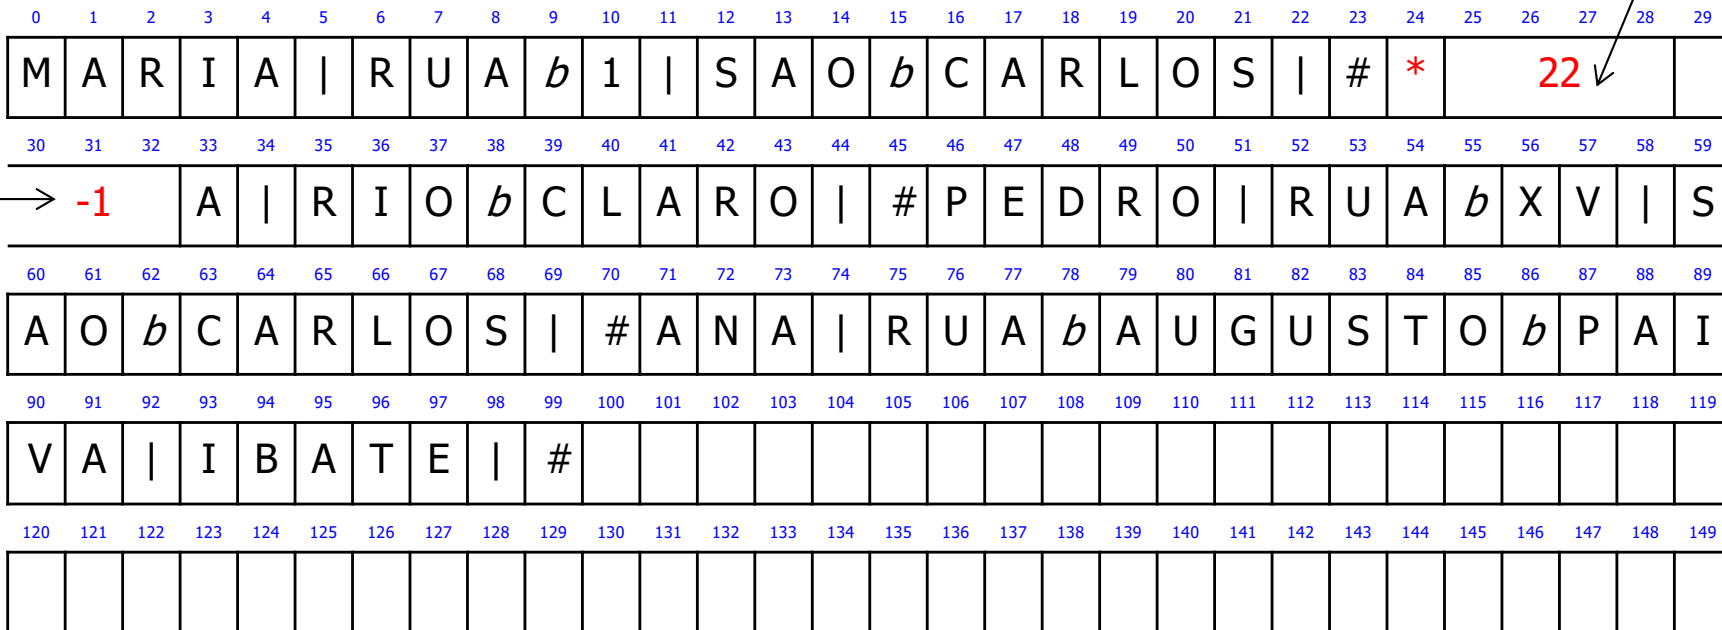 0 1 2 3 4 5 6 7 8 9 10 11 12 13 14 15 16 17 18 19 20 21 22 23 24 25 26 27 28 29
M A R I A | R U A b 1 | S A O b C A R L O S | # * 22
30 31 32 33 34 35 36 37 38 39 40 41 42 43 44 45 46 47 48 49 50 51 52 53 54 55 56 57 58 59
-1 A | R I O b C L A R O | # P E D R O | R U A b X V | S
60 61 62 63 64 65 66 67 68 69 70 71 72 73 74 75 76 77 78 79 80 81 82 83 84 85 86 87 88 89
A O b C A R L O S | # A N A | R U A b A U G U S T O b P A I
90 91 92 93 94 95 96 97 98 99 100 101 102 103 104 105 106 107 108 109 110 111 112 113 114 115 116 117 118 119
V A | I B A T E | #
120 121 122 123 124 125 126 127 128 129 130 131 132 133 134 135 136 137 138 139 140 141 142 143 144 145 146 147 148 149